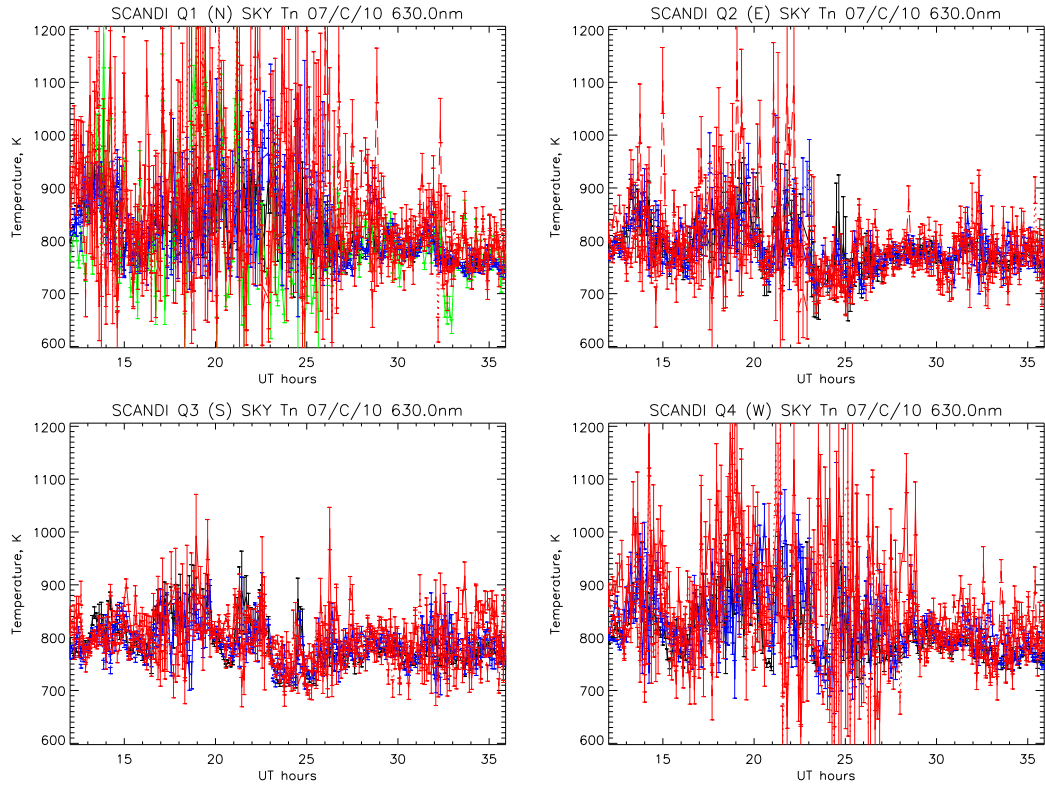 SCANDI Q1 (N) SKY Tn 07/C/10 630.0nm
1200
1100
1000
900
800
700
600
Temperature, K
15 20 25 30 35
UT hours
SCANDI Q2 (E) SKY Tn 07/C/10 630.0nm
1200
1100
1000
900
800
700
600
Temperature, K
15 20 25 30 35
UT hours
SCANDI Q3 (S) SKY Tn 07/C/10 630.0nm
1200
1100
1000
900
800
700
600
Temperature, K
15 20 25 30 35
UT hours
SCANDI Q4 (W) SKY Tn 07/C/10 630.0nm
1200
1100
1000
900
800
700
600
Temperature, K
15 20 25 30 35
UT hours